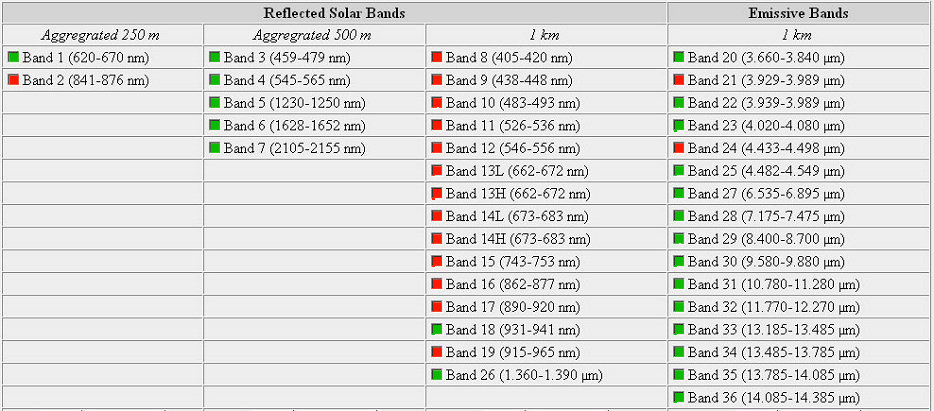 Reflected Solar Bands Emissive Bands
Aggregrated 250 m Aggregrated 500 m 1 km 1 km
Band 1 (620-670 nm) Band 3 (459-479 nm) Band 8 (405-420 nm) Band 20 (3.660-3.840 µm)
Band 2 (841-876 nm) Band 4 (545-565 nm) Band 9 (438-448 nm) Band 21 (3.929-3.989 µm)
Band 5 (1230-1250 nm) Band 10 (483-493 nm) Band 22 (3.939-3.989 µm)
Band 6 (1628-1652 nm) Band 11 (526-536 nm) Band 23 (4.020-4.080 µm)
Band 7 (2105-2155 nm) Band 12 (546-556 nm) Band 24 (4.433-4.498 µm)
Band 13L (662-672 nm) Band 25 (4.482-4.549 µm)
Band 13H (662-672 nm) Band 27 (6.535-6.895 µm)
Band 14L (673-683 nm) Band 28 (7.175-7.475 µm)
Band 14H (673-683 nm) Band 29 (8.400-8.700 µm)
Band 15 (743-753 nm) Band 30 (9.580-9.880 µm)
Band 16 (862-877 nm) Band 31 (10.780-11.280 µm)
Band 17 (890-920 nm) Band 32 (11.770-12.270 µm)
Band 18 (931-941 nm) Band 33 (13.185-13.485 µm)
Band 19 (915-965 nm) Band 34 (13.485-13.785 µm)
Band 26 (1.360-1.390 µm) Band 35 (13.785-14.085 µm)
Band 36 (14.085-14.385 µm)